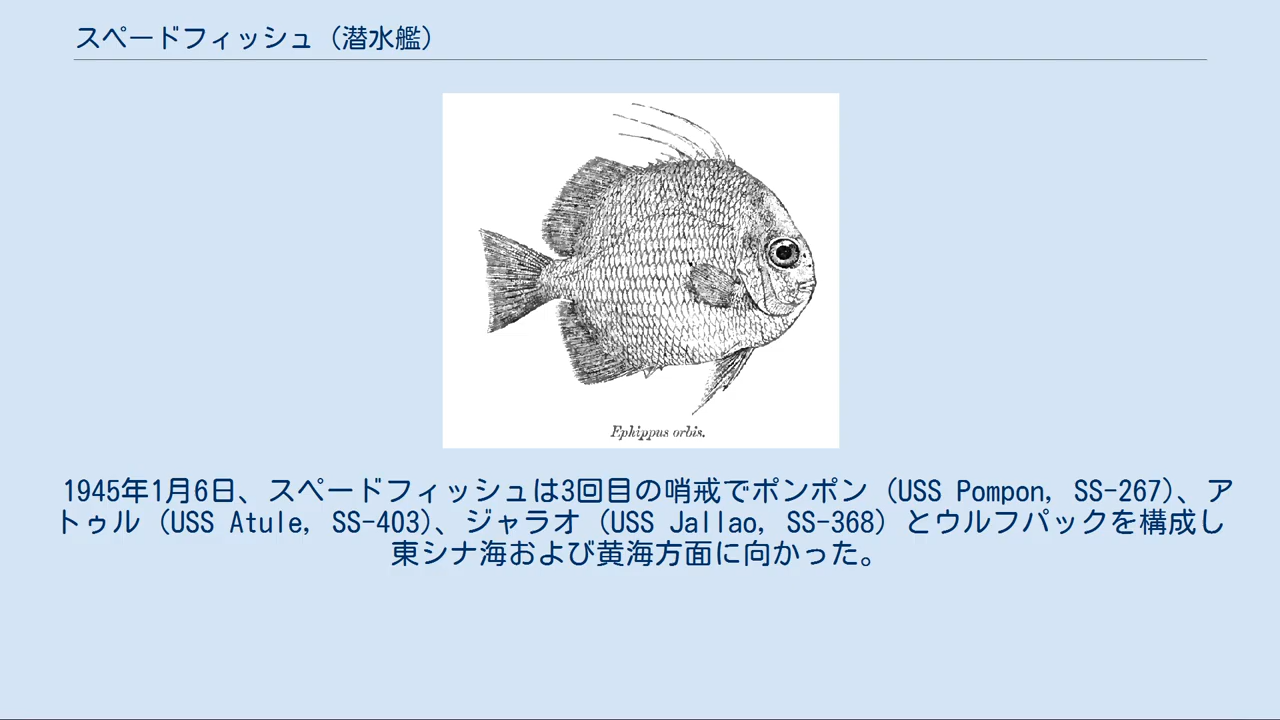 スペードフィッシュ（潜水艦）
Ephippus orbis.
1945年1月6日、スペードフィッシュは3回目の哨戒でポンポン（USS Pompon, SS-267）、ア
トゥル（USS Atule, SS-403）、ジャラオ（USS Jallao, SS-368）とウルフパックを構成し
東シナ海および黄海方面に向かった。